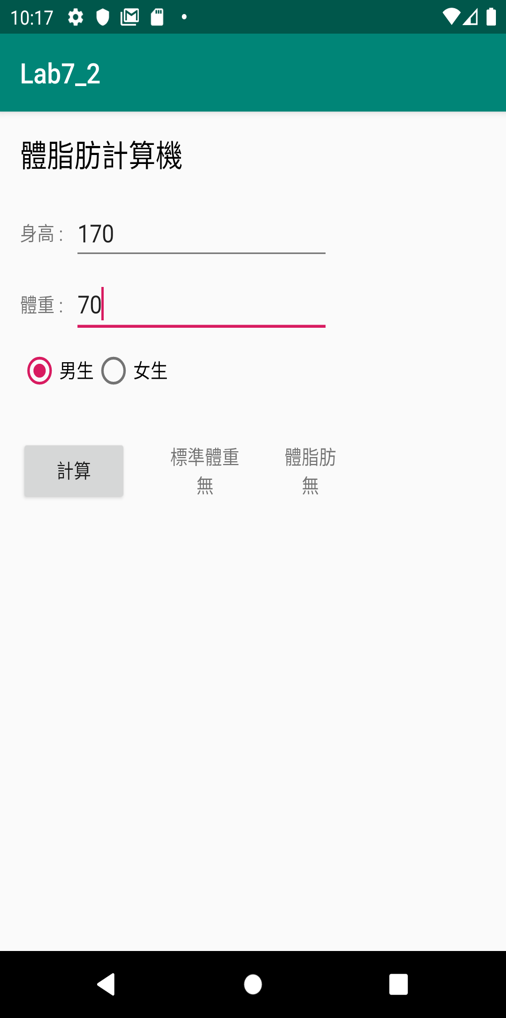 10:17
Lab7_2
體脂肪計算機
身高 : 170
體重 : 70
男生 女生
計算 標準體重 體脂肪
無 無